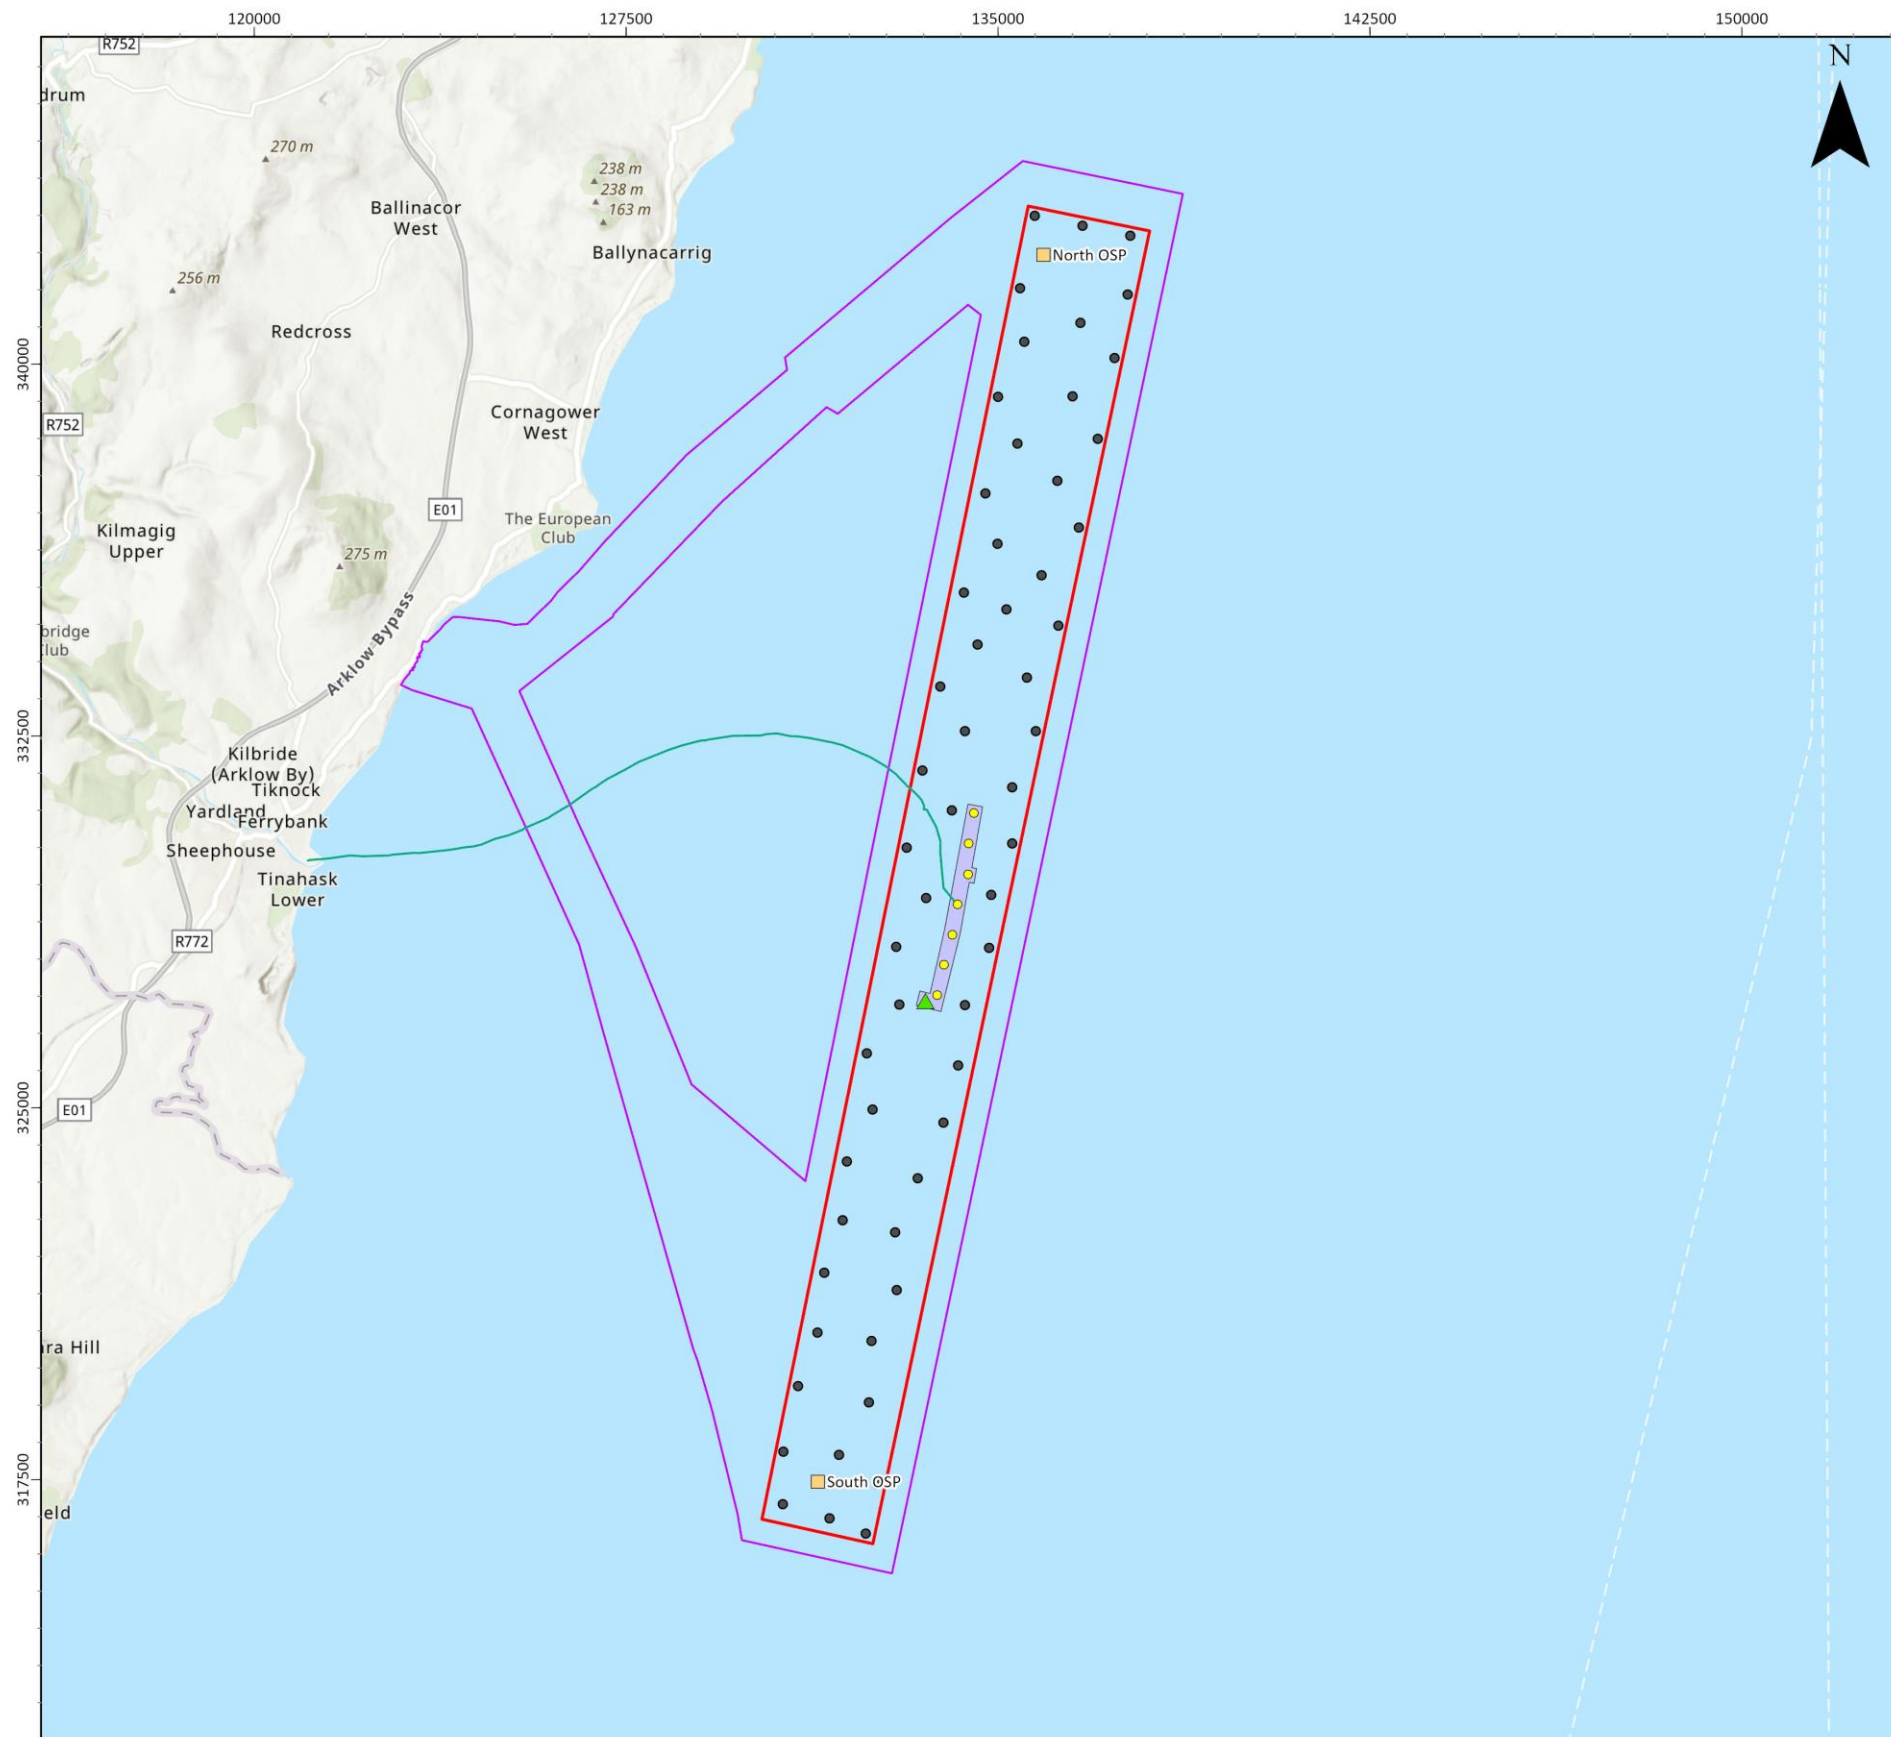 120000
127500
135000
142500
150000
N
R752
drum
270 m
238 m
238 m
163 m
Ballinacor
West
Ballynacarrig
North OSP
256 m
Redcross
340000
R752
Cornagower
West
E01
The European
Club
Kilmagig
Upper
275 m
Arklow Bypass
bridge
Club
332500
Kilbride
(Arklow By)
Tiknock
Yardland
Ferrybank
Sheephouse
Tinahask
Lower
R772
325000
E01
ara Hill
317500
South OSP
eld